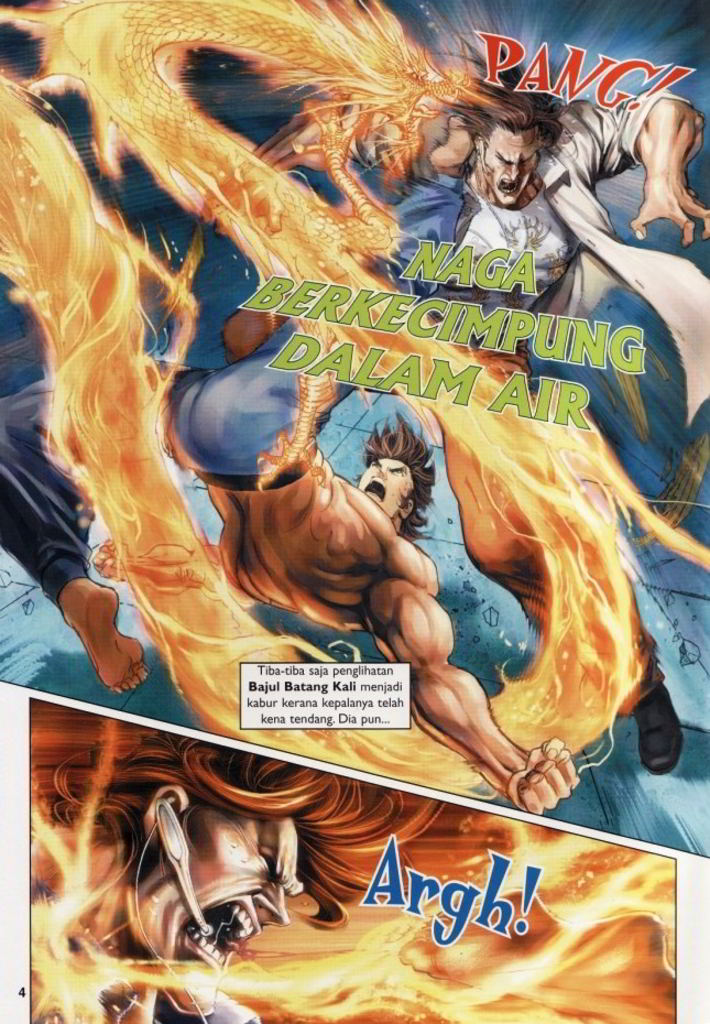 PANG!
NAGA
BERKECIMPUNG
DALAM AIR
Tiba-tiba saja penglihatan
Bajul Batang Kali menjadi
kabur kerana kepalanya telah
kena tendang. Dia pun...
Argh!
4